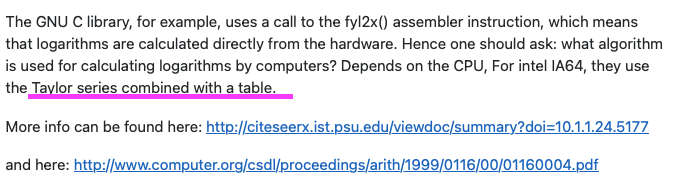 The GNU C library, for example, uses a call to the fyl2x() assembler instruction, which means
that logarithms are calculated directly from the hardware. Hence one should ask: what algorithm
is used for calculating logarithms by computers? Depends on the CPU, For intel IA64, they use
the Taylor series combined with a table.
More info can be found here: http://citeseerx.ist.psu.edu/viewdoc/summary?doi=10.1.1.24.5177
and here: http://www.computer.org/csdl/proceedings/arith/1999/0116/00/01160004.pdf